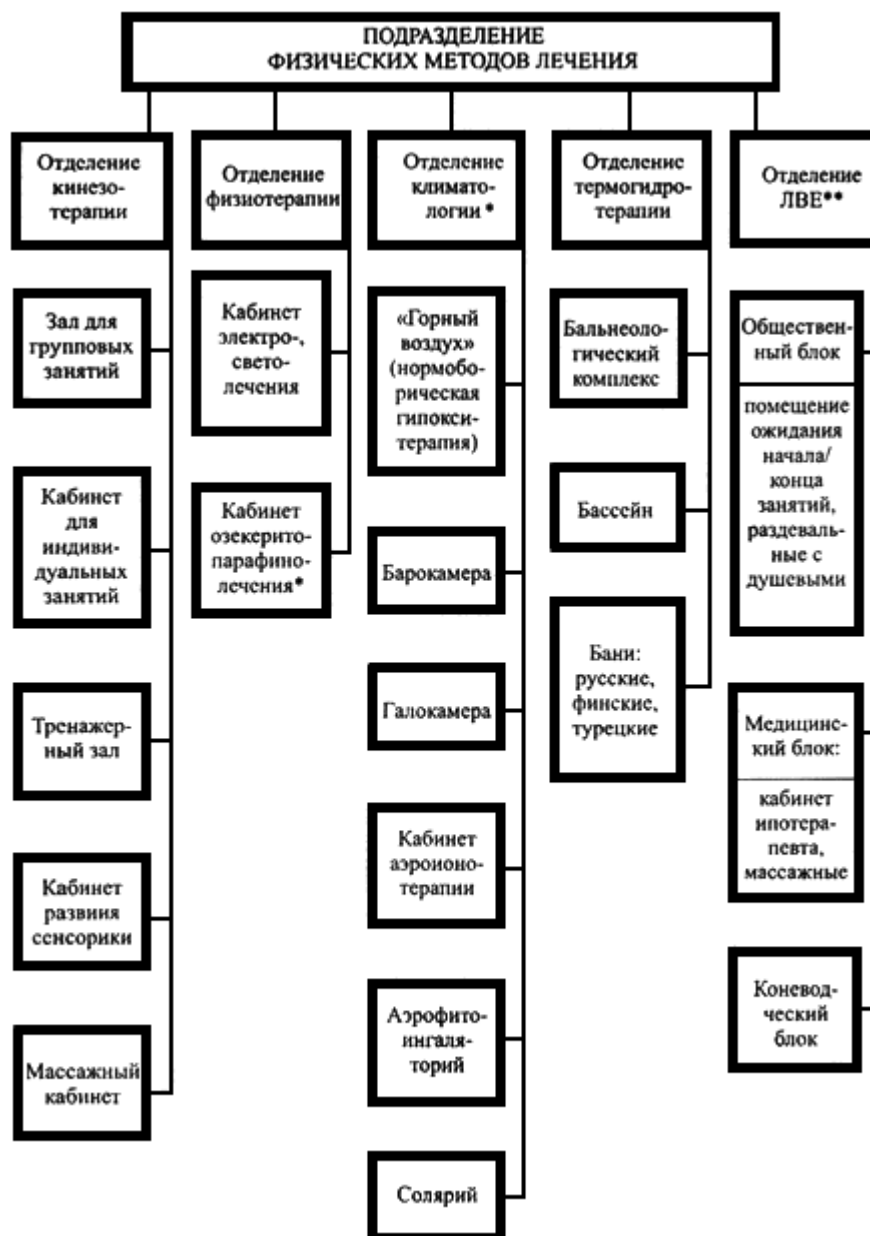 ПОДРАЗДЕЛЕНИЕ
ФИЗИЧЕСКИХ МЕТОДОВ ЛЕЧЕНИЯ
Отделение
кинезо-
терапии
Зал для
групповых
занятий
Кабинет
для
индиви-
дуальных
занятий
Тренажер-
ный зал
Кабинет
развиия
сенсорики
Массажный
кабинет
Отделение
физиотерапии
Кабинет
электро-,
свето-
лечения
Кабинет
озекерито-
парафино-
лечения*
Отделение
климато-
логии *
«Горный
воздух»
(нормобо-
рическая
гипокси-
терапия)
Барокамера
Галокамера
Кабинет
аэроионо-
терапии
Аэрофито-
ингаля-
торий
Солярий
Отделение
термогидро-
терапии
Бальнеоло-
гический
комплекс
Бассейн
Бани:
русские,
финские,
турецкие
Отделение
ЛВЕ**
Обществен-
ный блок
помещение
ожидания
начала/
конца
занятий,
раздеваль-
ные с
душевыми
Медицинс-
кий блок:
кабинет
ипотера-
певта,
массажные
Коневод-
ческий
блок